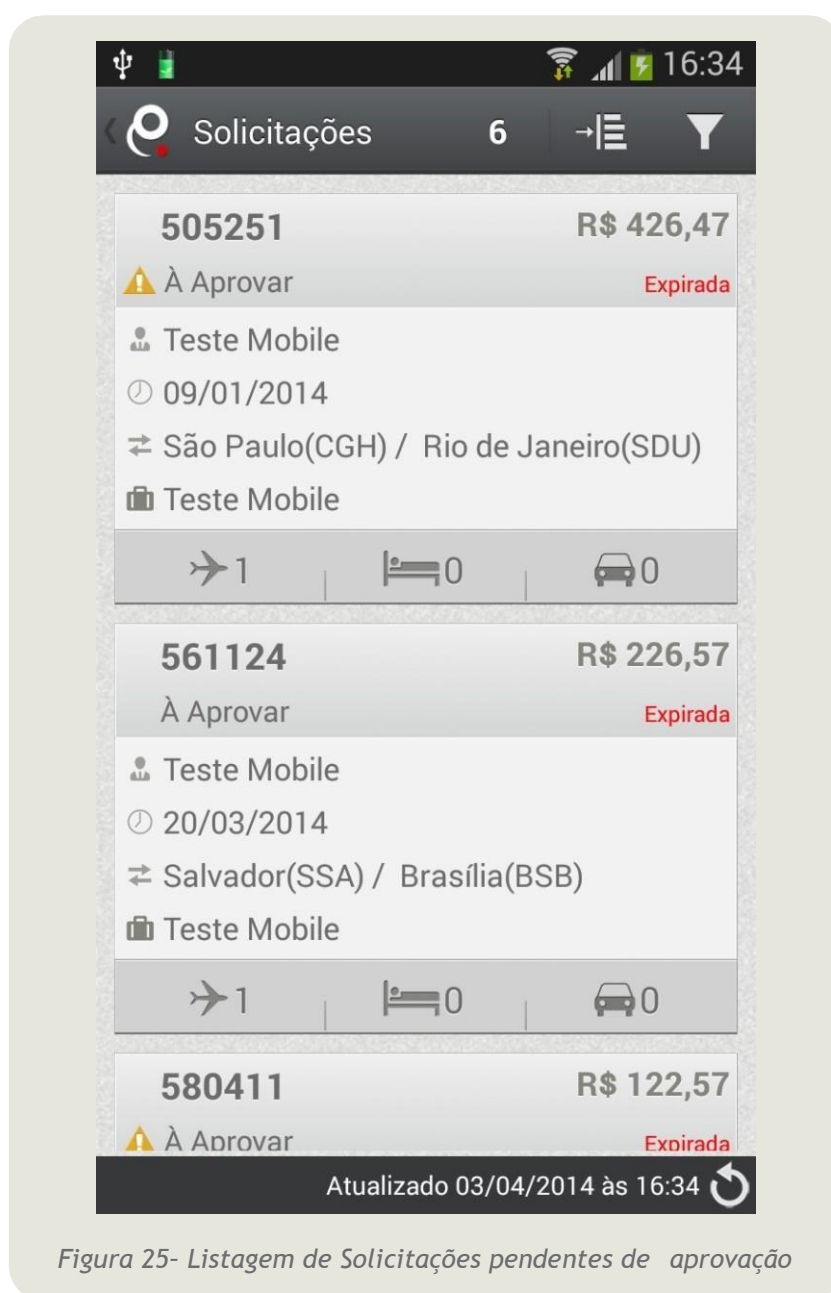 16:34
Solicitações 6
505251 R$ 426,47
À Aprovar Expirada
Teste Mobile
09/01/2014
São Paulo(CGH) / Rio de Janeiro(SDU)
Teste Mobile
1 0 0
561124 R$ 226,57
À Aprovar Expirada
Teste Mobile
20/03/2014
Salvador(SSA) / Brasília(BSB)
Teste Mobile
1 0 0
580411 R$ 122,57
À Aprovar Expirada
Atualizado 03/04/2014 às 16:34
Figura 25– Listagem de Solicitações pendentes de aprovação